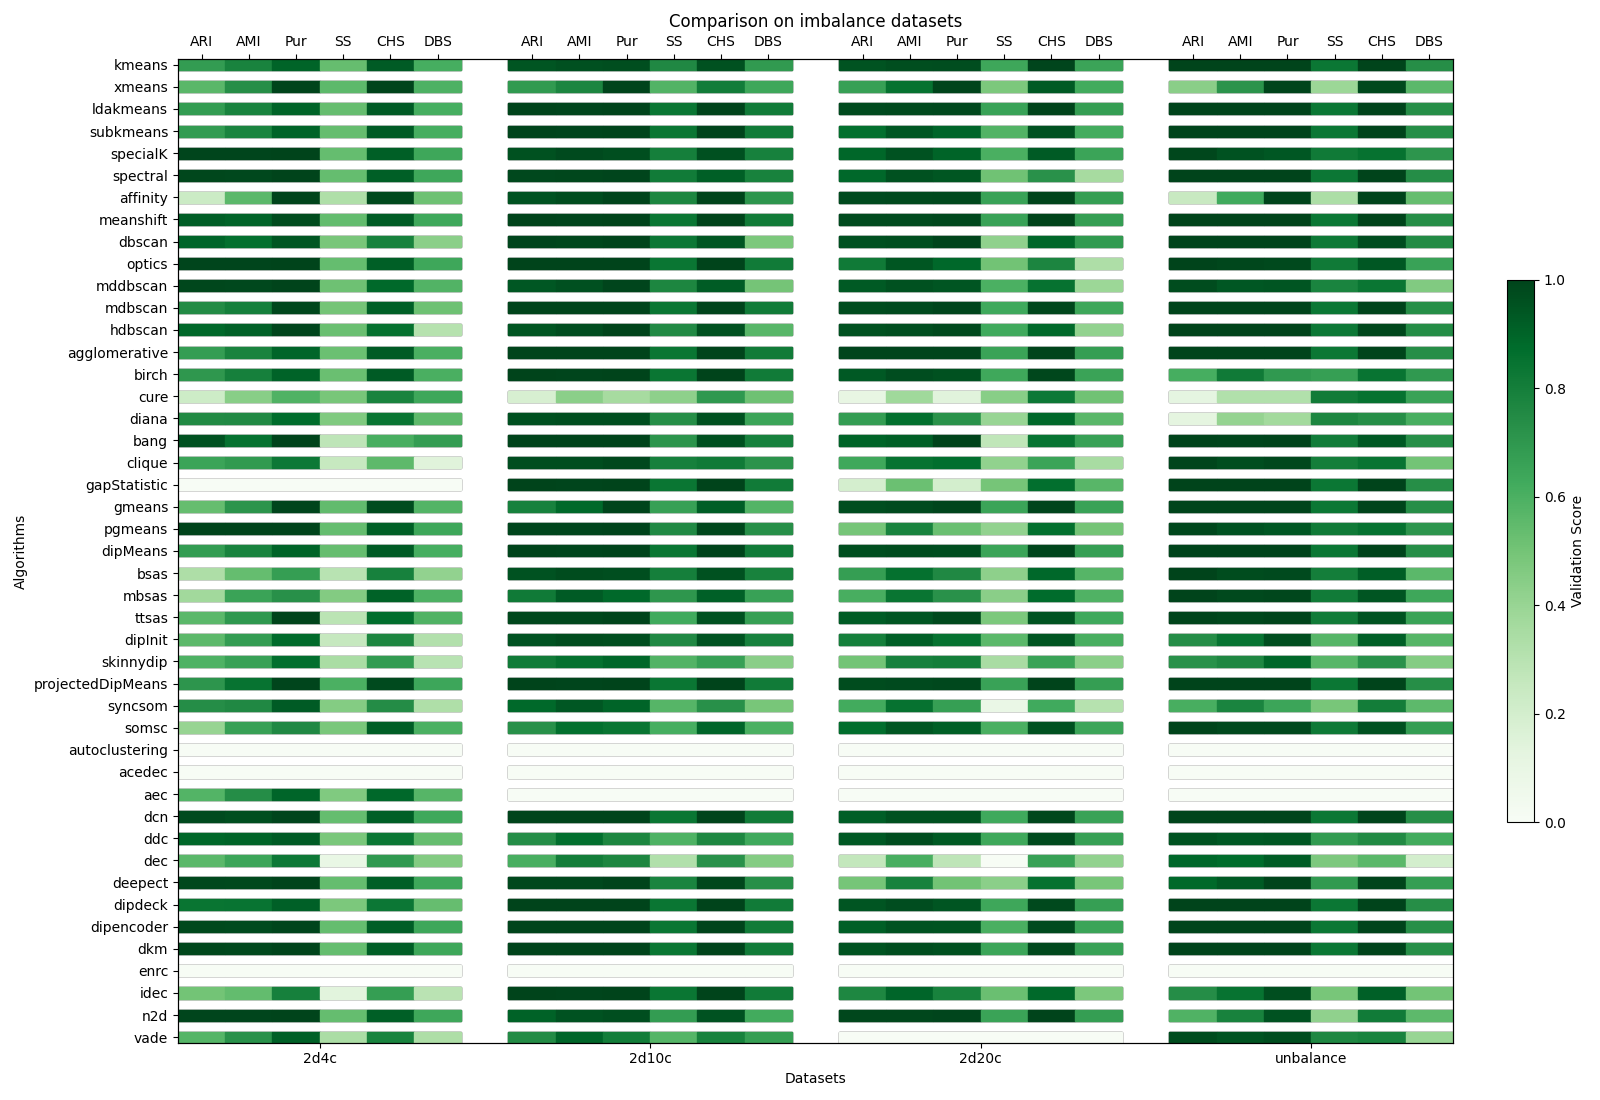 Comparison on imbalance datasets
ARI AMI Pur SS CHS DBS ARI AMI Pur SS CHS DBS ARI AMI Pur SS CHS DBS ARI AMI Pur SS CHS DBS
kmeans
xmeans
ldakmeans
subkmeans
specialK
spectral
affinity
meanshift
dbscan
optics
mddbscan
mdbscan
hdbscan
agglomerative
birch
cure
diana
bang
clique
gapStatistic
gmeans
pgmeans
dipMeans
bsas
mbsas
ttsas
dipInit
skinnydip
projectedDipMeans
syncsom
somsc
autoclustering
acedec
aec
dcn
ddc
dec
deepect
dipdeck
dipencoder
dkm
enrc
idec
n2d
vade
Algorithms
2d4c 2d10c 2d20c unbalance
Datasets
1.0
0.8
0.6
0.4
0.2
0.0
Validation Score